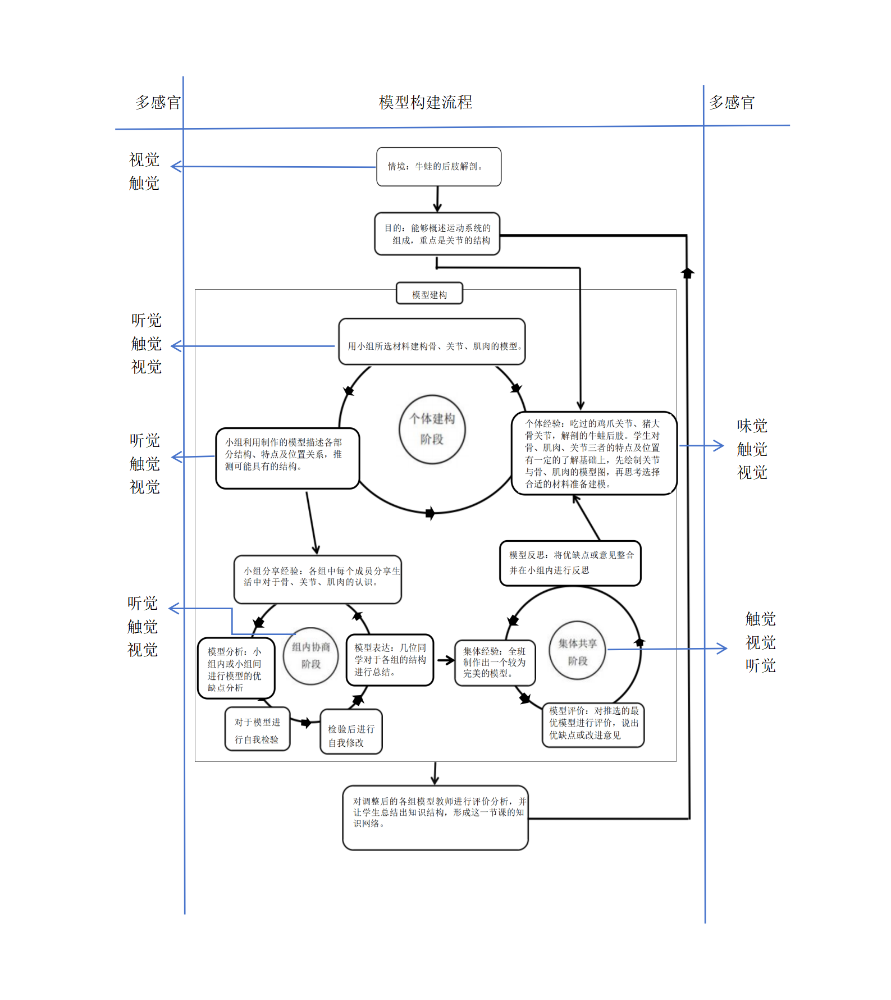 多感官
模型构建流程
多感官
视觉
触觉
情境：牛蛙的后肢解剖。
目的：能够概述运动系统的
组成，重点是关节的结构
模型建构
听觉
触觉
视觉
用小组所选材料建构骨、关节、肌肉的模型。
个体建构
阶段
听觉
触觉
视觉
小组利用制作的模型描述各部
分结构、特点及位置关系，推
测可能具有的结构。
个体经验：吃过的鸡爪关节、猪大
骨关节，解剖的牛蛙后肢。学生对
骨、肌肉、关节三者的特点及位置
有一定的了解基础上，先绘制关节
与骨、肌肉的模型图，再思考选择
合适的材料准备建模。
味觉
触觉
视觉
小组分享经验：各组中每个成员分享生
活中对于骨、关节、肌肉的认识。
模型反思：将优缺点或意见整合
并在小组内进行反思
听觉
触觉
视觉
组内协商
阶段
模型分析：小
组内或小组间
进行模型的优
缺点分析
模型表达：几位同
学对于各组的结构
进行总结。
集体经验：全班
制作出一个较为
完美的模型。
集体共享
阶段
触觉
视觉
听觉
对于模型进
行自我检验
检验后进行
自我修改
模型评价：对推选的最
优模型进行评价，说出
优缺点或改进意见
对调整后的各组模型教师进行评价分析，并
让学生总结出知识结构，形成这一节课的知
识网络。